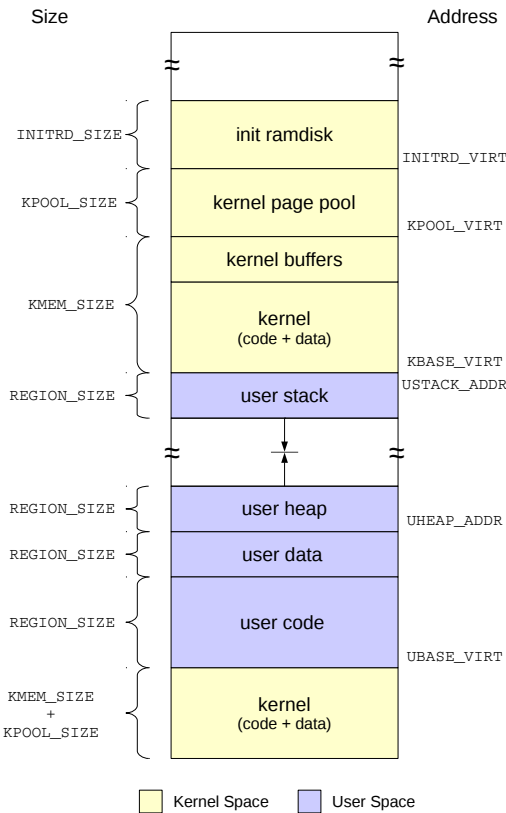 Size
Address
INITRD_SIZE
init ramdisk
INITRD_VIRT
KPOOL_SIZE
kernel page pool
KPOOL_VIRT
kernel buffers
KMEM_SIZE
kernel
(code + data)
KBASE_VIRT
USTACK_ADDR
REGION_SIZE
user stack
REGION_SIZE
user heap
UHEAP_ADDR
REGION_SIZE
user data
REGION_SIZE
user code
UBASE_VIRT
KMEM_SIZE
+
KPOOL_SIZE
kernel
(code + data)
Kernel Space
User Space